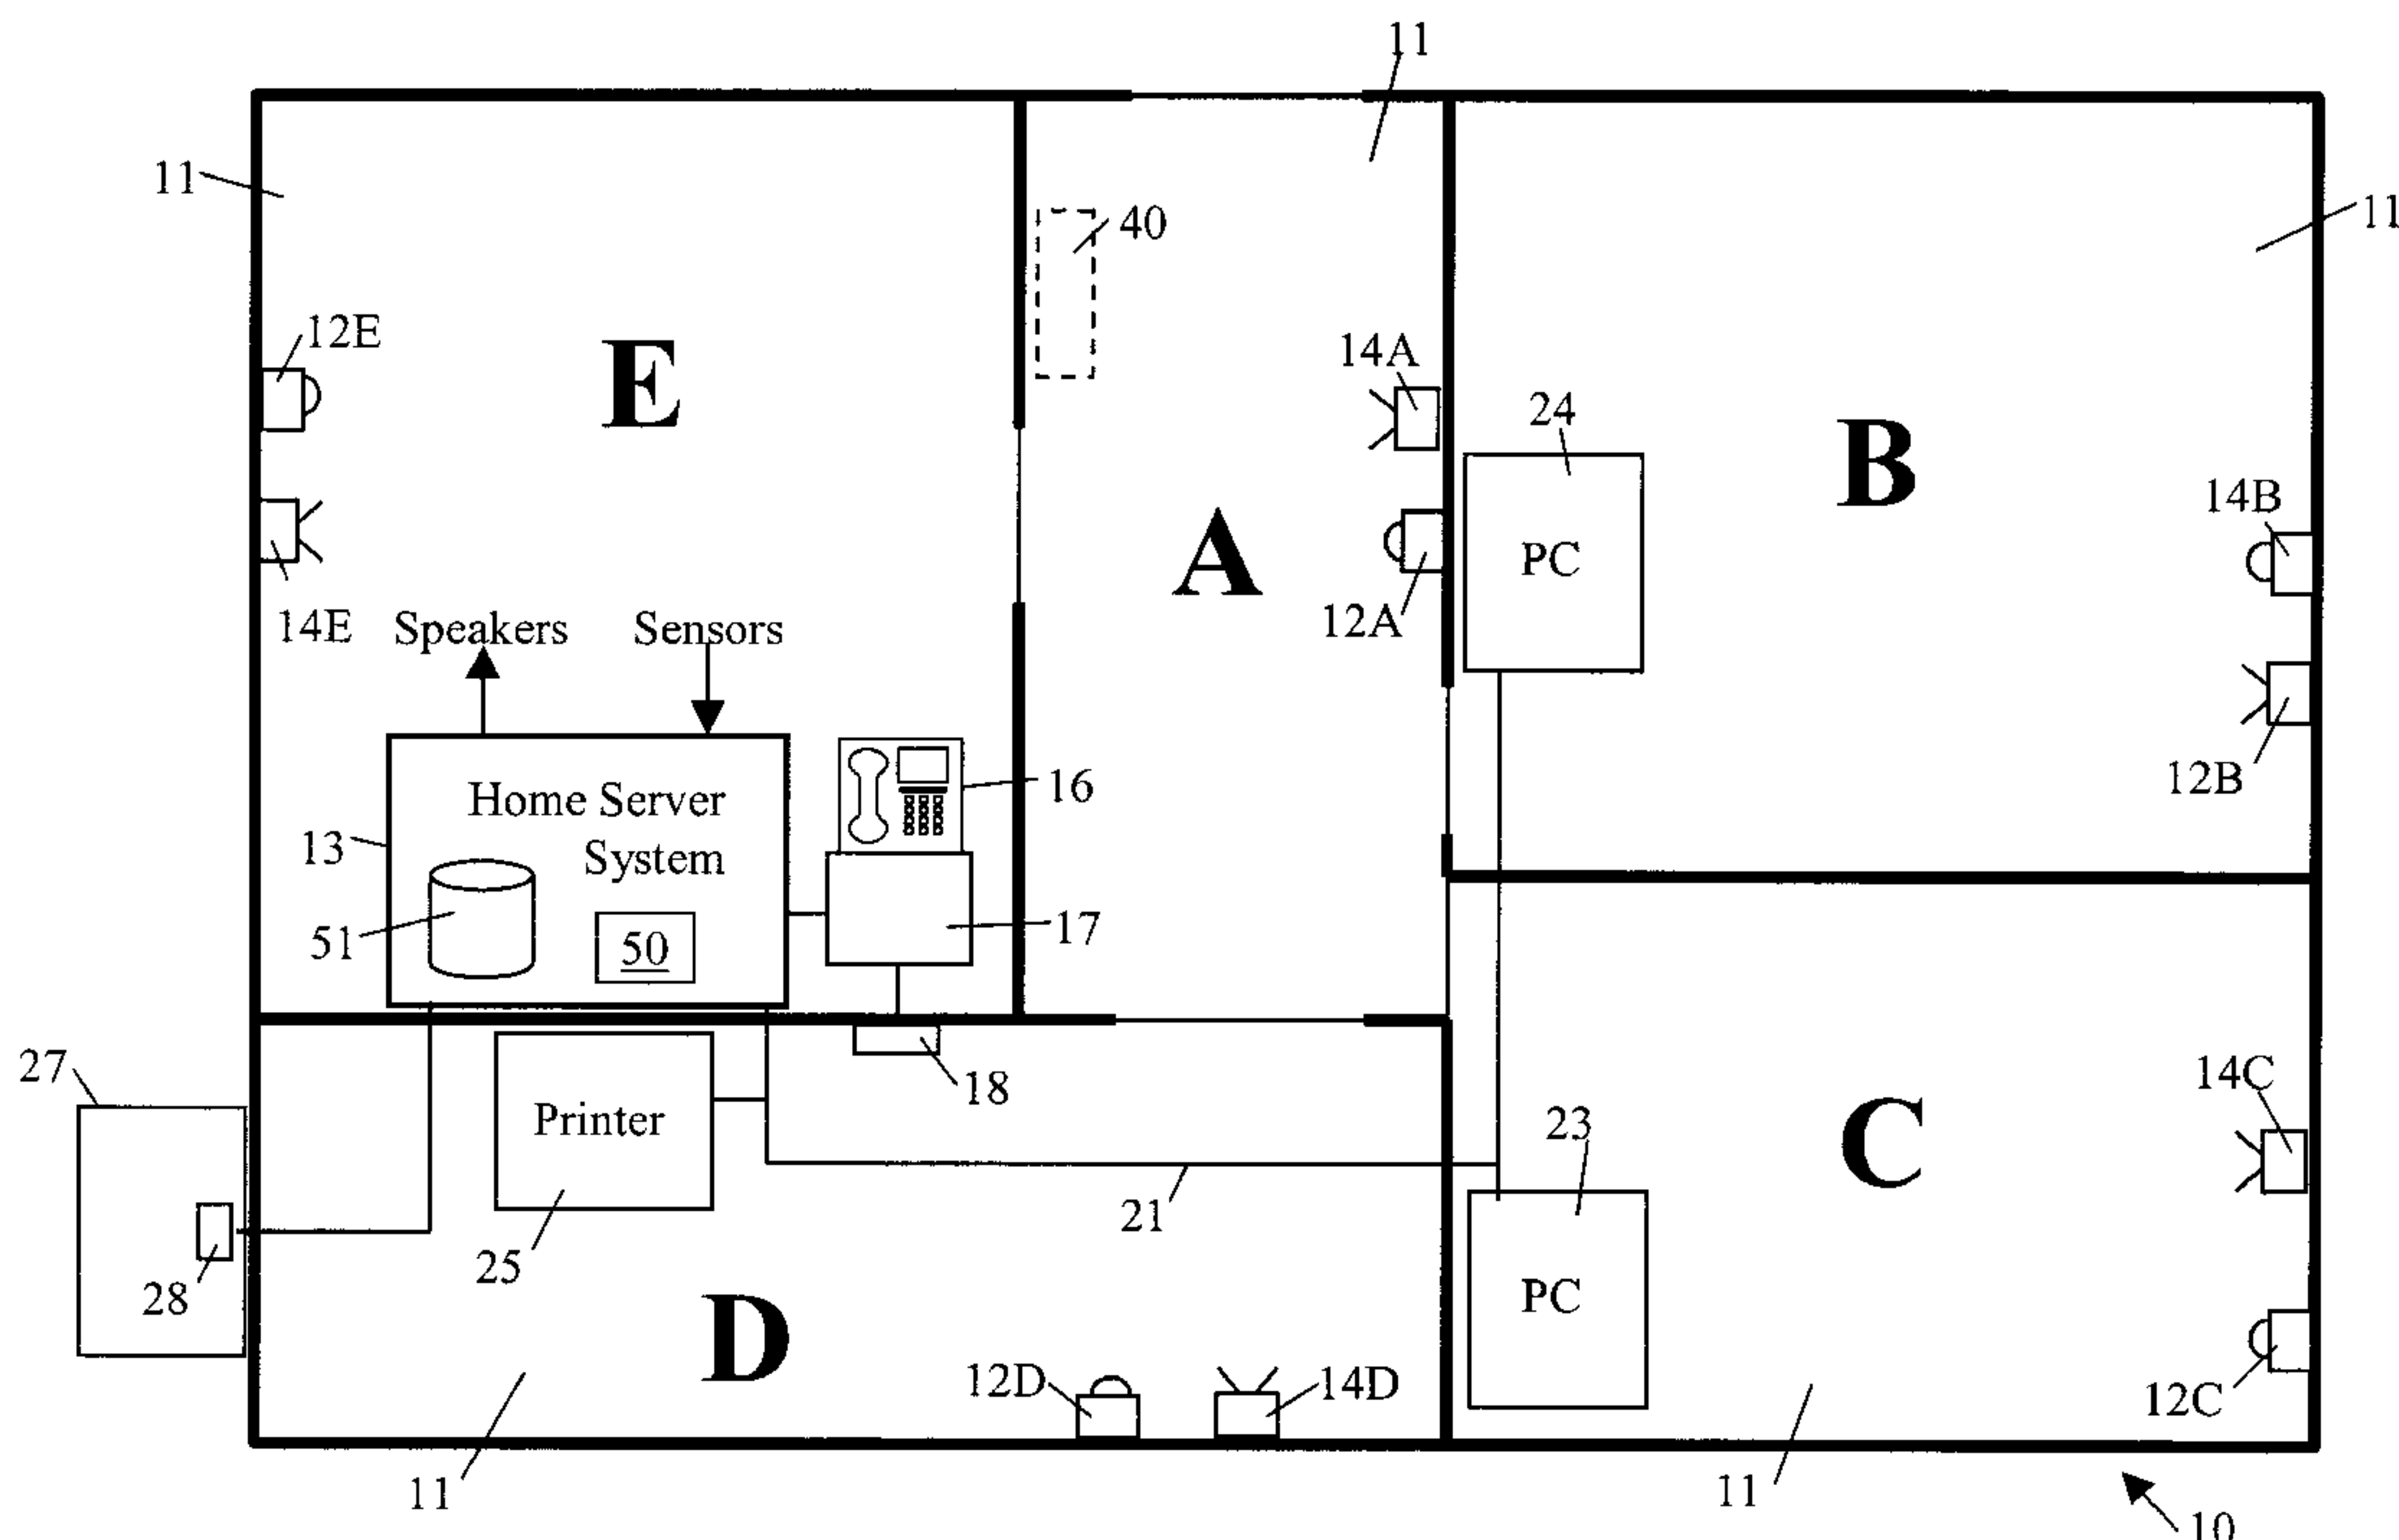 11
11
40
11
12E
E
14A
24
A
B
14B
PC
14E
Speakers
Sensors
12A
12B
Home Server
System
16
13
51
50
17
27
18
14C
Printer
23
C
21
25
28
PC
D
12D
14D
12C
11
11
10